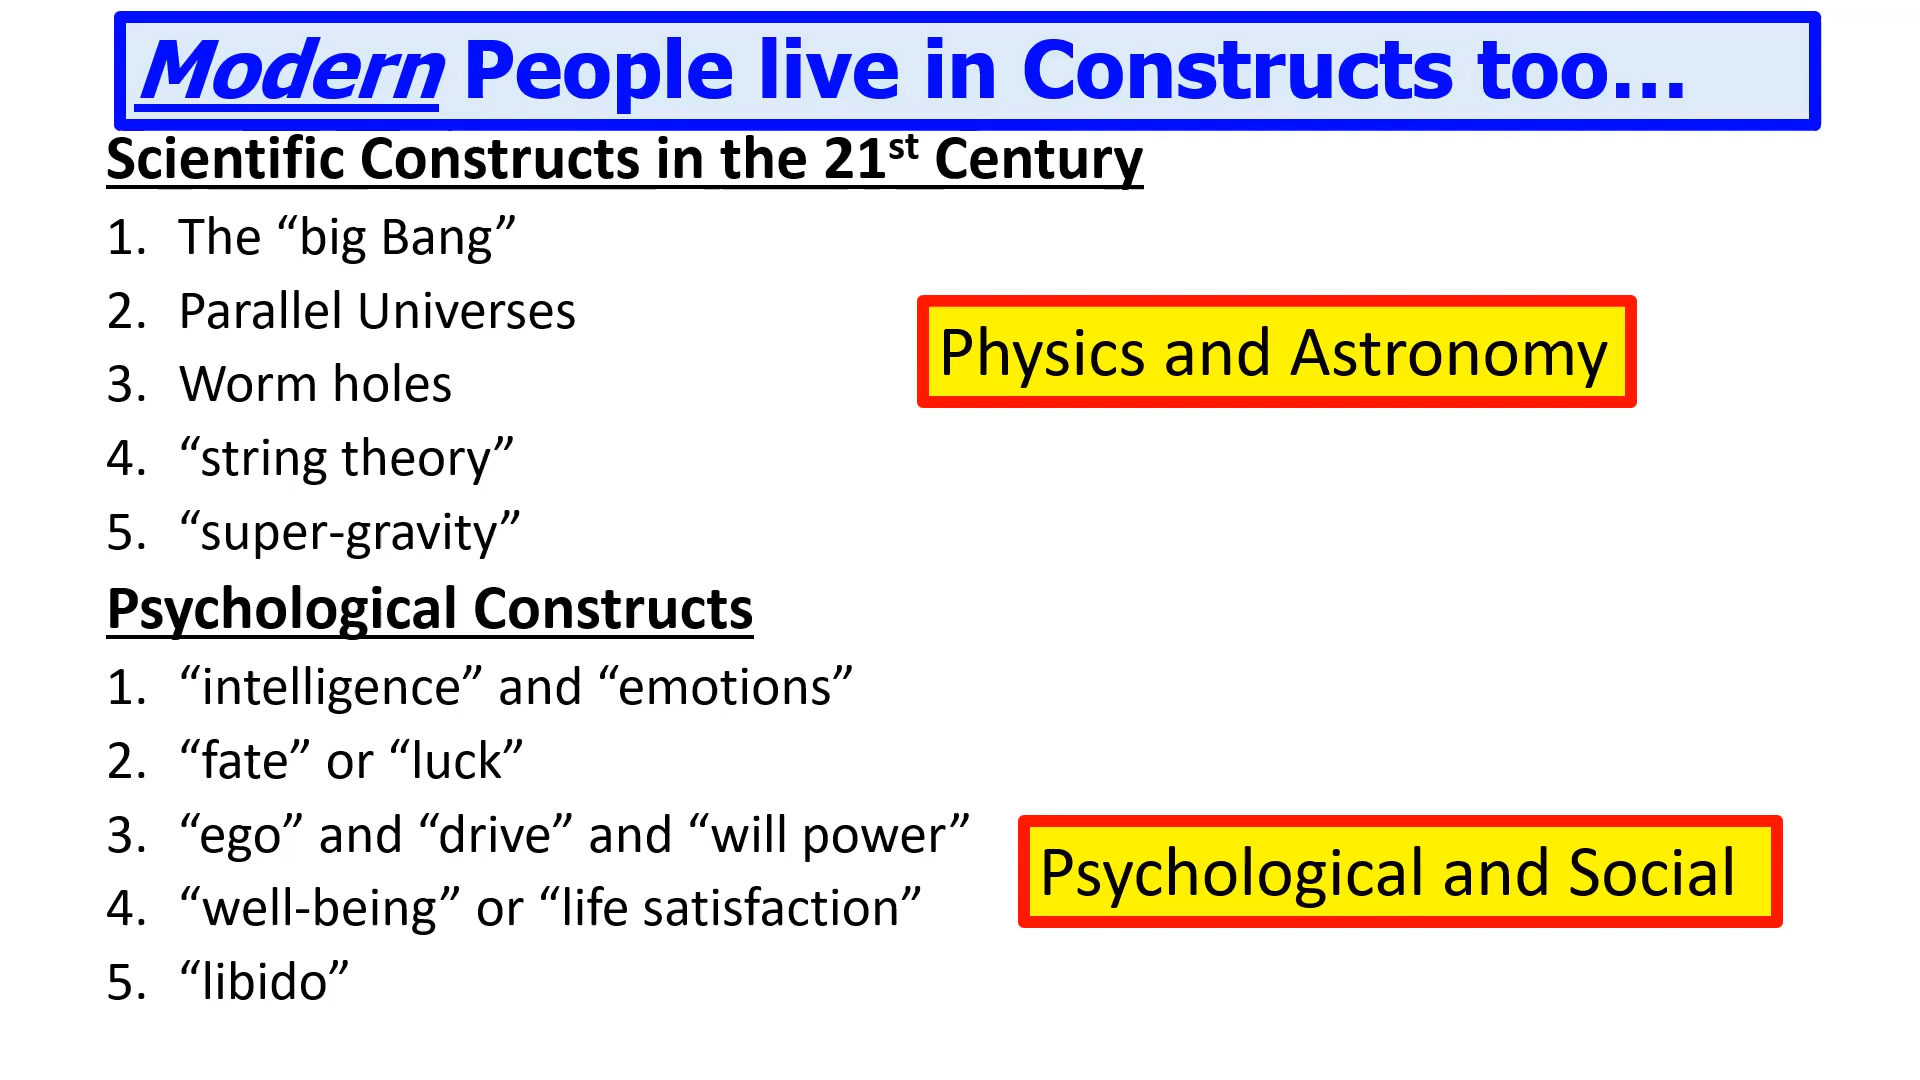 Modern People live in Constructs too...
Scientific Constructs in the 21st Century
1. The “big Bang”
2. Parallel Universes
3. Worm holes
Physics and Astronomy
4. “string theory”
5. “super-gravity”
Psychological Constructs
1. “intelligence” and “emotions”
2. “fate” or “luck”
3. “ego” and “drive” and “will power”
Psychological and Social
4. “well-being” or “life satisfaction”
5. “libido”